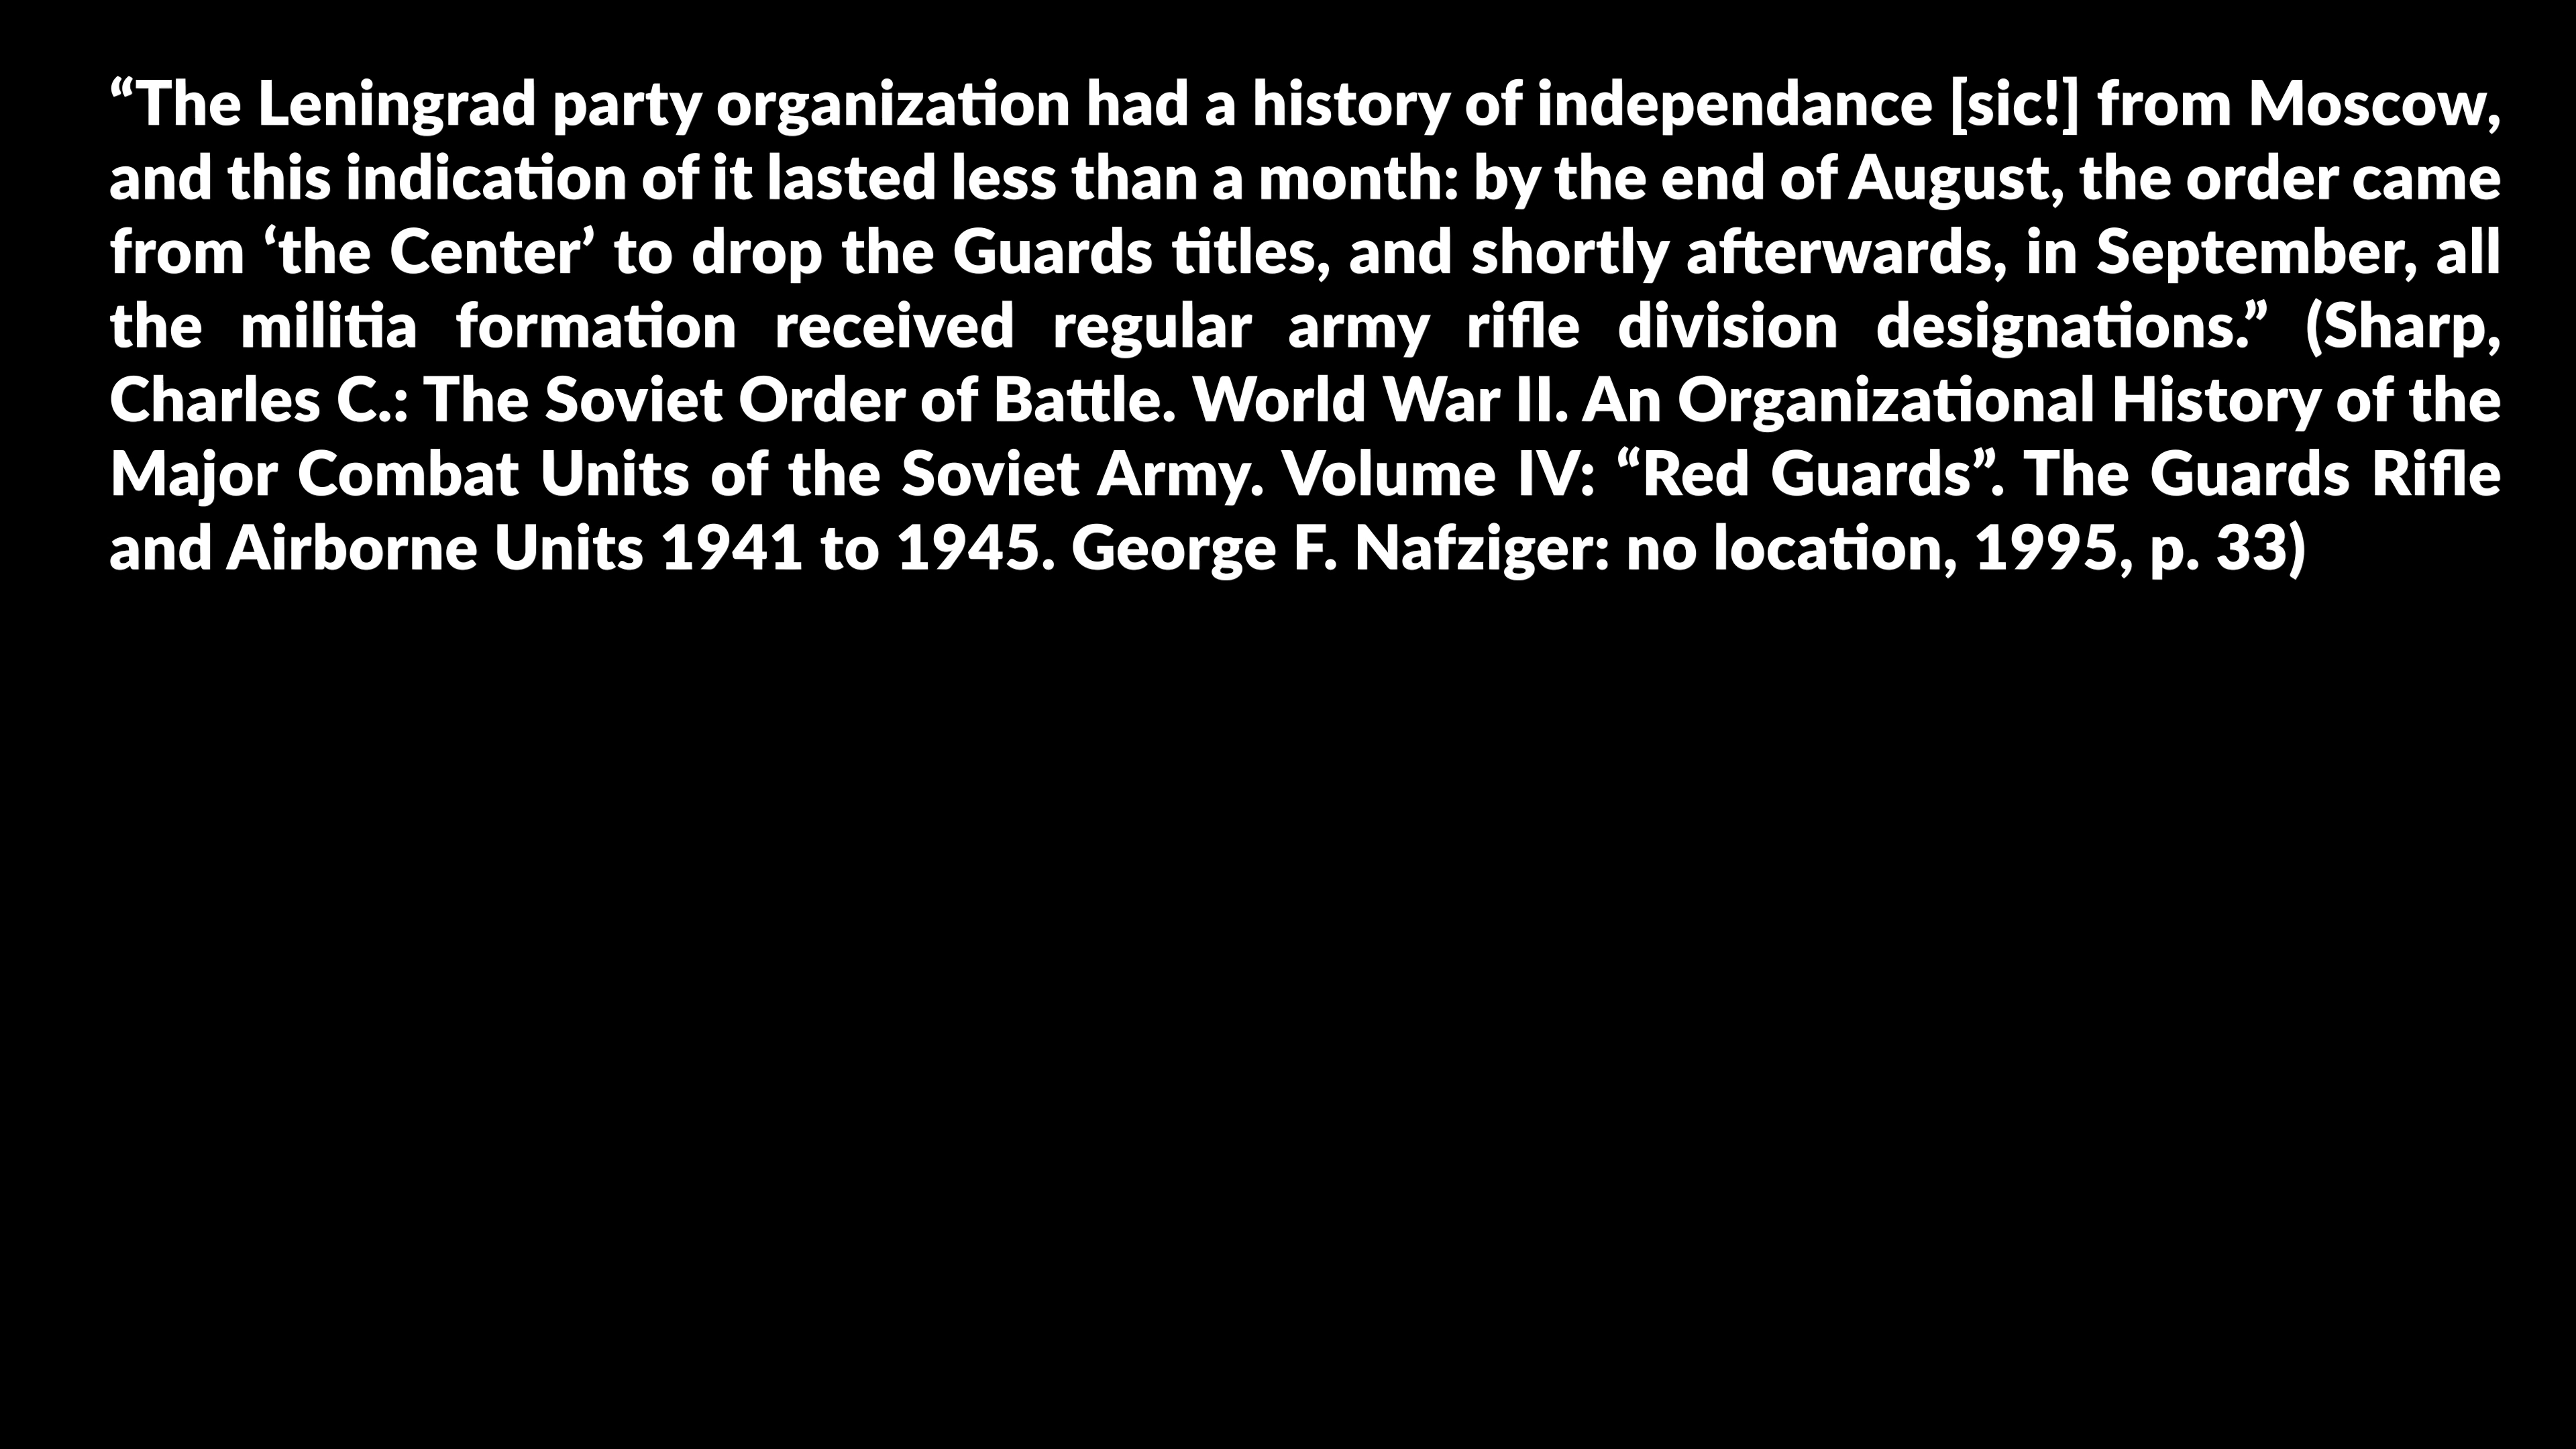 “The Leningrad party organization had a history of independance [sic!] from Moscow,
and this indication of it lasted less than a month: by the end of August, the order came
from ‘the Center’ to drop the Guards titles, and shortly afterwards, in September, all
the militia formation received regular army rifle division designations.” (Sharp,
Charles C.: The Soviet Order of Battle. World War II. An Organizational History of the
Major Combat Units of the Soviet Army. Volume IV: “Red Guards”. The Guards Rifle
and Airborne Units 1941 to 1945. George F. Nafziger: no location, 1995, p. 33)